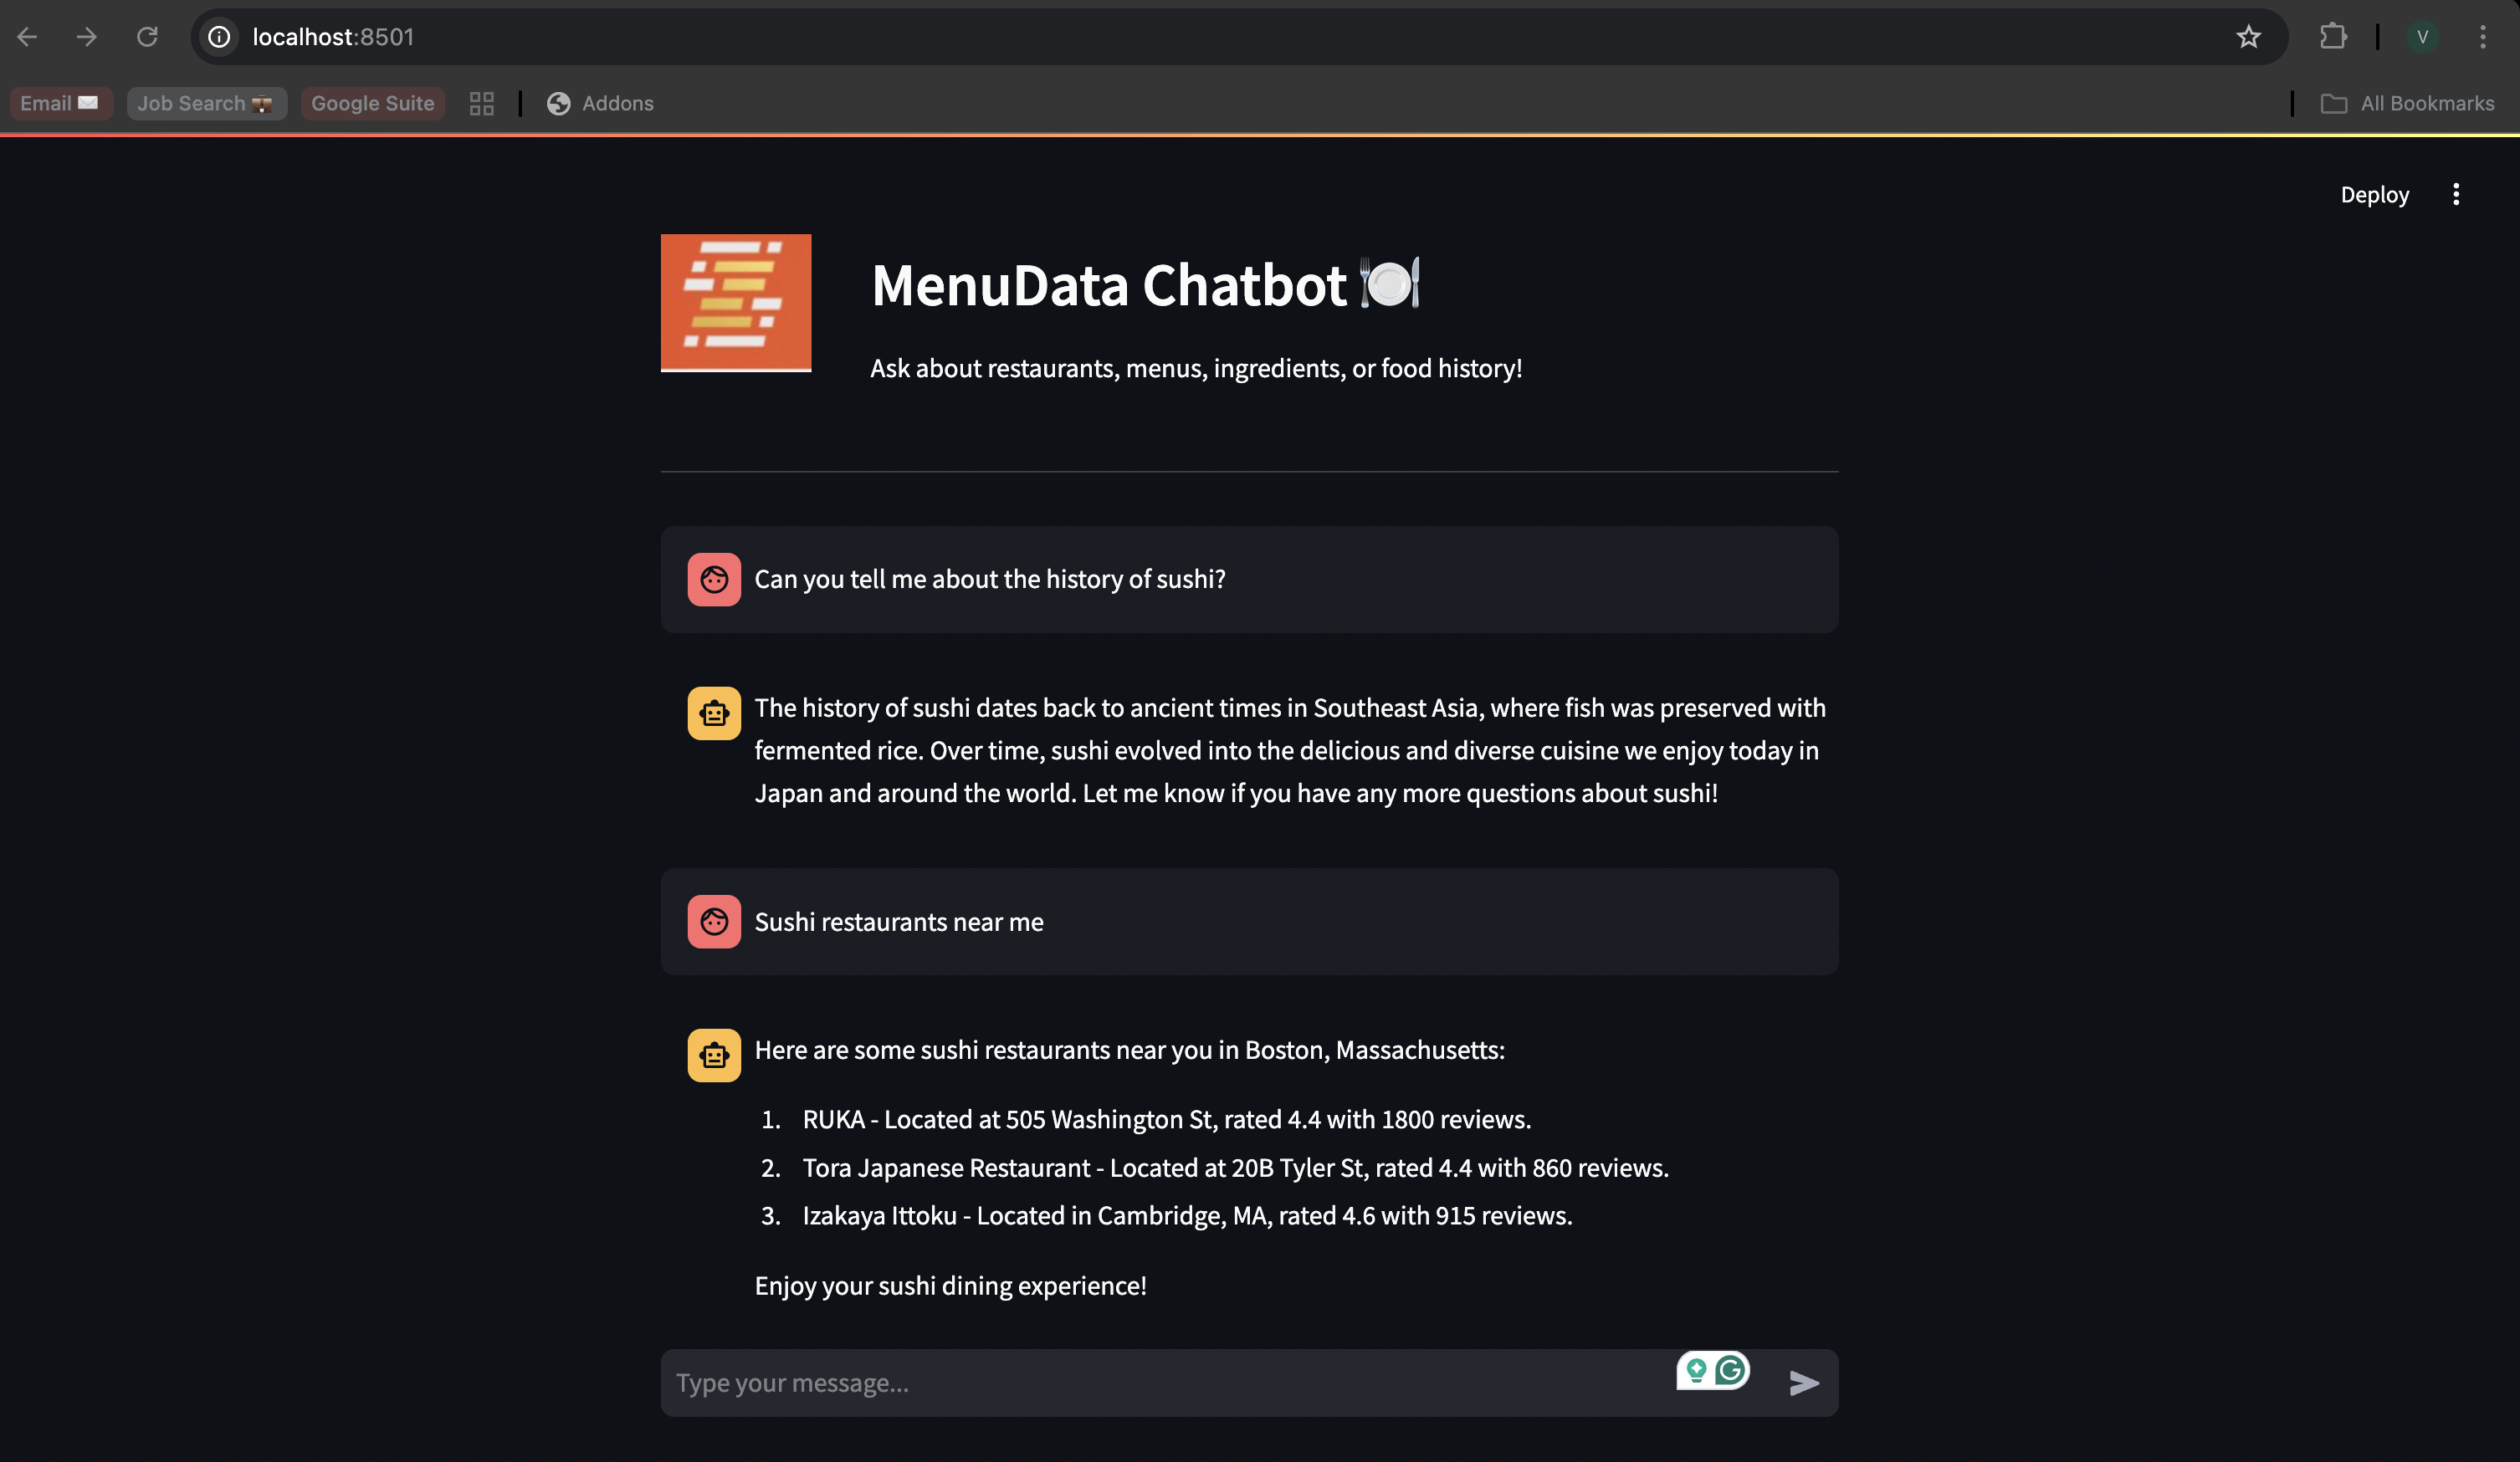 localhost:8501
V
Email ✉️
Job Search 💼
Google Suite
Addons
All Bookmarks
Deploy
MenuData Chatbot 🍽️
Ask about restaurants, menus, ingredients, or food history!
Can you tell me about the history of sushi?
The history of sushi dates back to ancient times in Southeast Asia, where fish was preserved with
fermented rice. Over time, sushi evolved into the delicious and diverse cuisine we enjoy today in
Japan and around the world. Let me know if you have any more questions about sushi!
Sushi restaurants near me
Here are some sushi restaurants near you in Boston, Massachusetts:
1. RUKA - Located at 505 Washington St, rated 4.4 with 1800 reviews.
2. Tora Japanese Restaurant - Located at 20B Tyler St, rated 4.4 with 860 reviews.
3. Izakaya Ittoku - Located in Cambridge, MA, rated 4.6 with 915 reviews.
Enjoy your sushi dining experience!
Type your message...